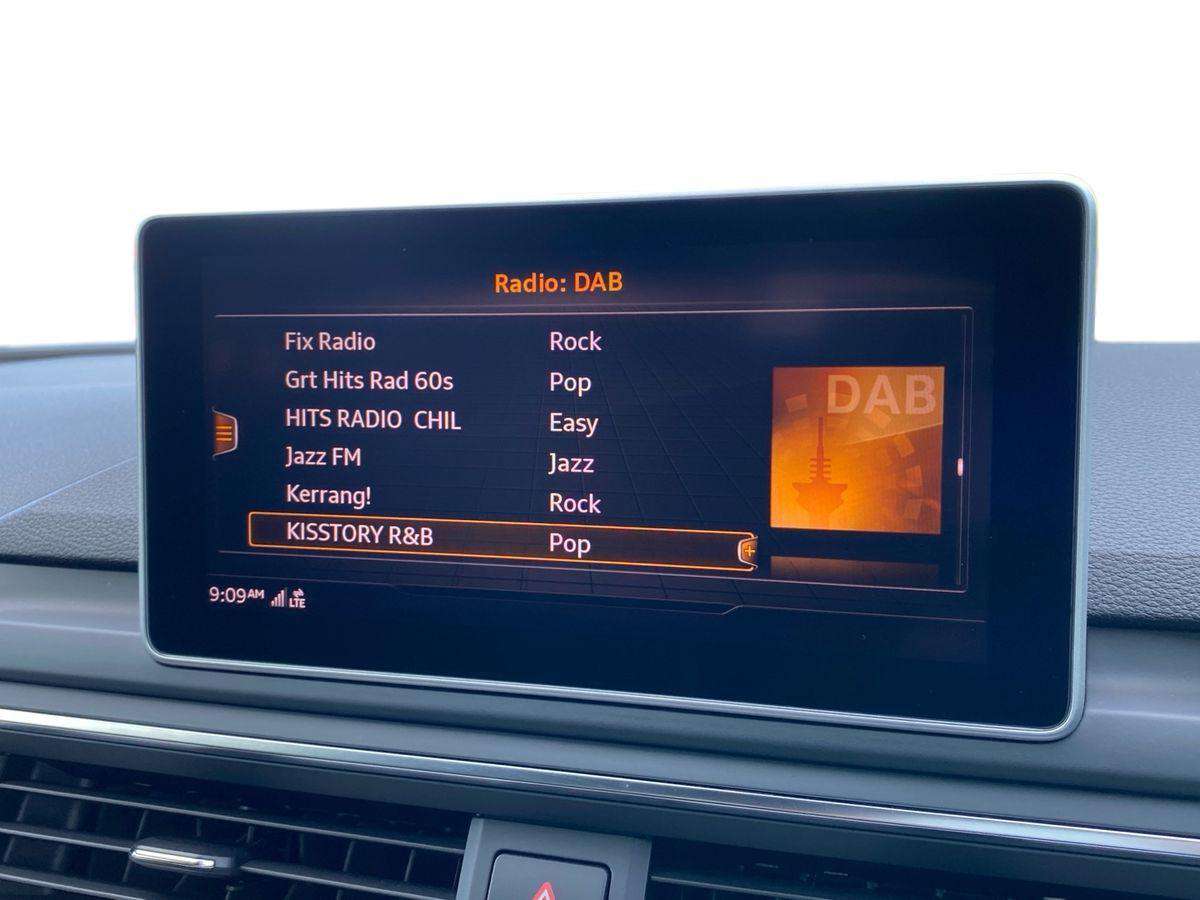 Radio: DAB
Fix Radio Rock
Grt Hits Rad 60s Pop
HITS RADIO CHIL Easy
Jazz FM Jazz
Kerrang! Rock
KISSTORY R&B Pop
DAB
9:09AM LTE